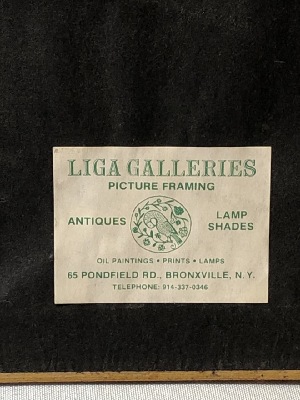 LIGA GALLERIES
PICTURE FRAMING
ANTIQUES
LAMP
SHADES
OIL PAINTINGS • PRINTS • LAMPS
65 PONDFIELD RD., BRONXVILLE, N.Y.
TELEPHONE: 914-337-0346